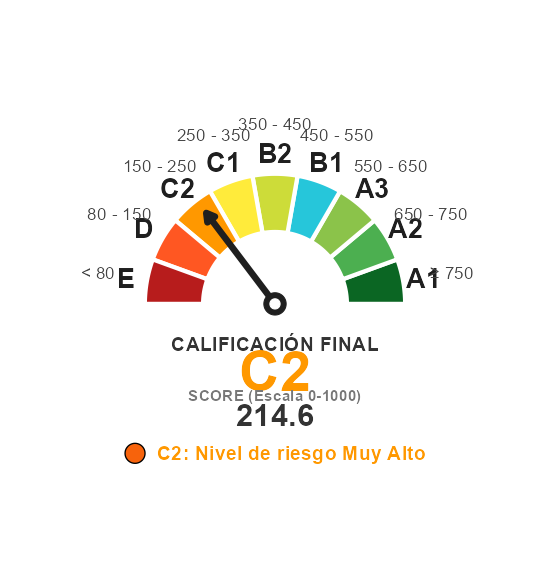 350 - 450
250 - 350
450 - 550
B2
C1
B1
150 - 250
550 - 650
C2
A3
80 - 150
650 - 750
D
A2
< 80
E
A1
≥ 750
CALIFICACIÓN FINAL
C2
SCORE (Escala 0-1000)
214.6
C2: Nivel de riesgo Muy Alto